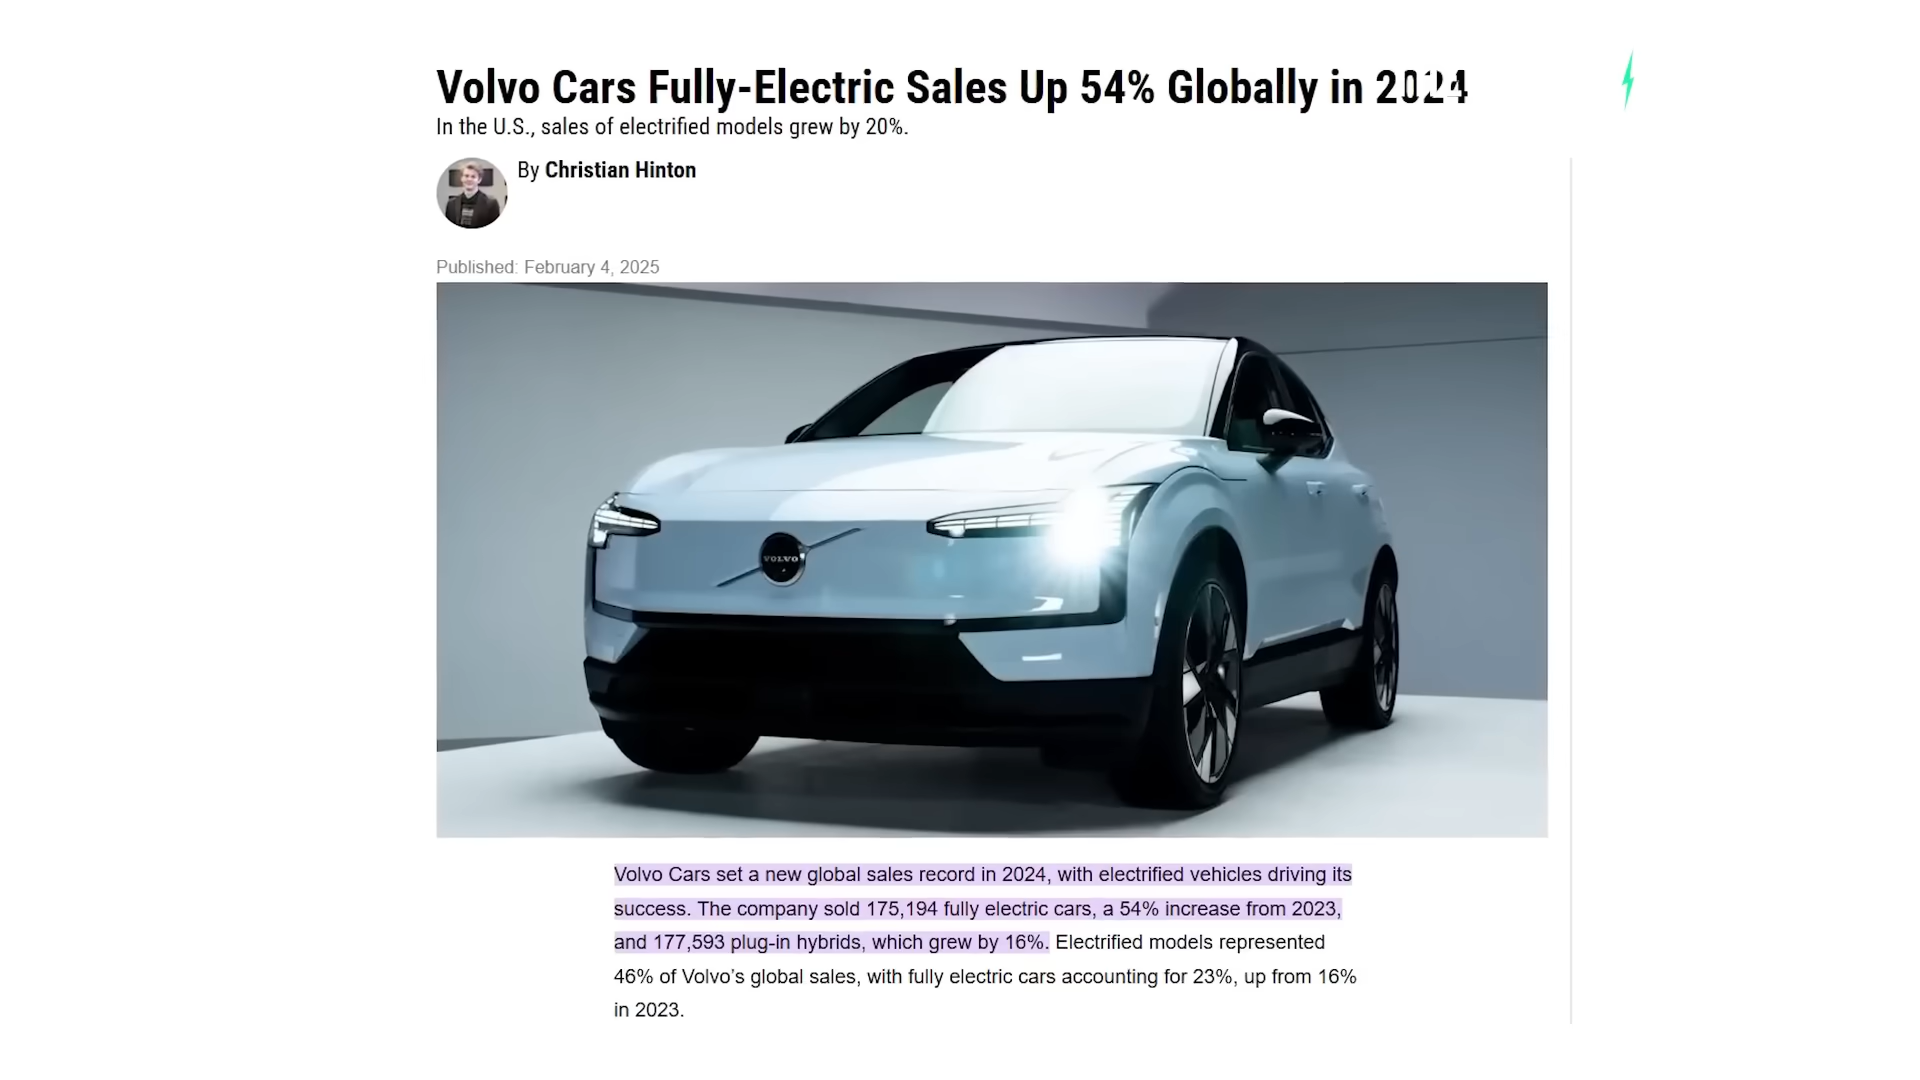 Volvo Cars Fully-Electric Sales Up 54% Globally in 2024
In the U.S., sales of electrified models grew by 20%.
By Christian Hinton
Published: February 4, 2025
VOLVO
Volvo Cars set a new global sales record in 2024, with electrified vehicles driving its
success. The company sold 175,194 fully electric cars, a 54% increase from 2023,
and 177,593 plug-in hybrids, which grew by 16%. Electrified models represented
46% of Volvo’s global sales, with fully electric cars accounting for 23%, up from 16%
in 2023.